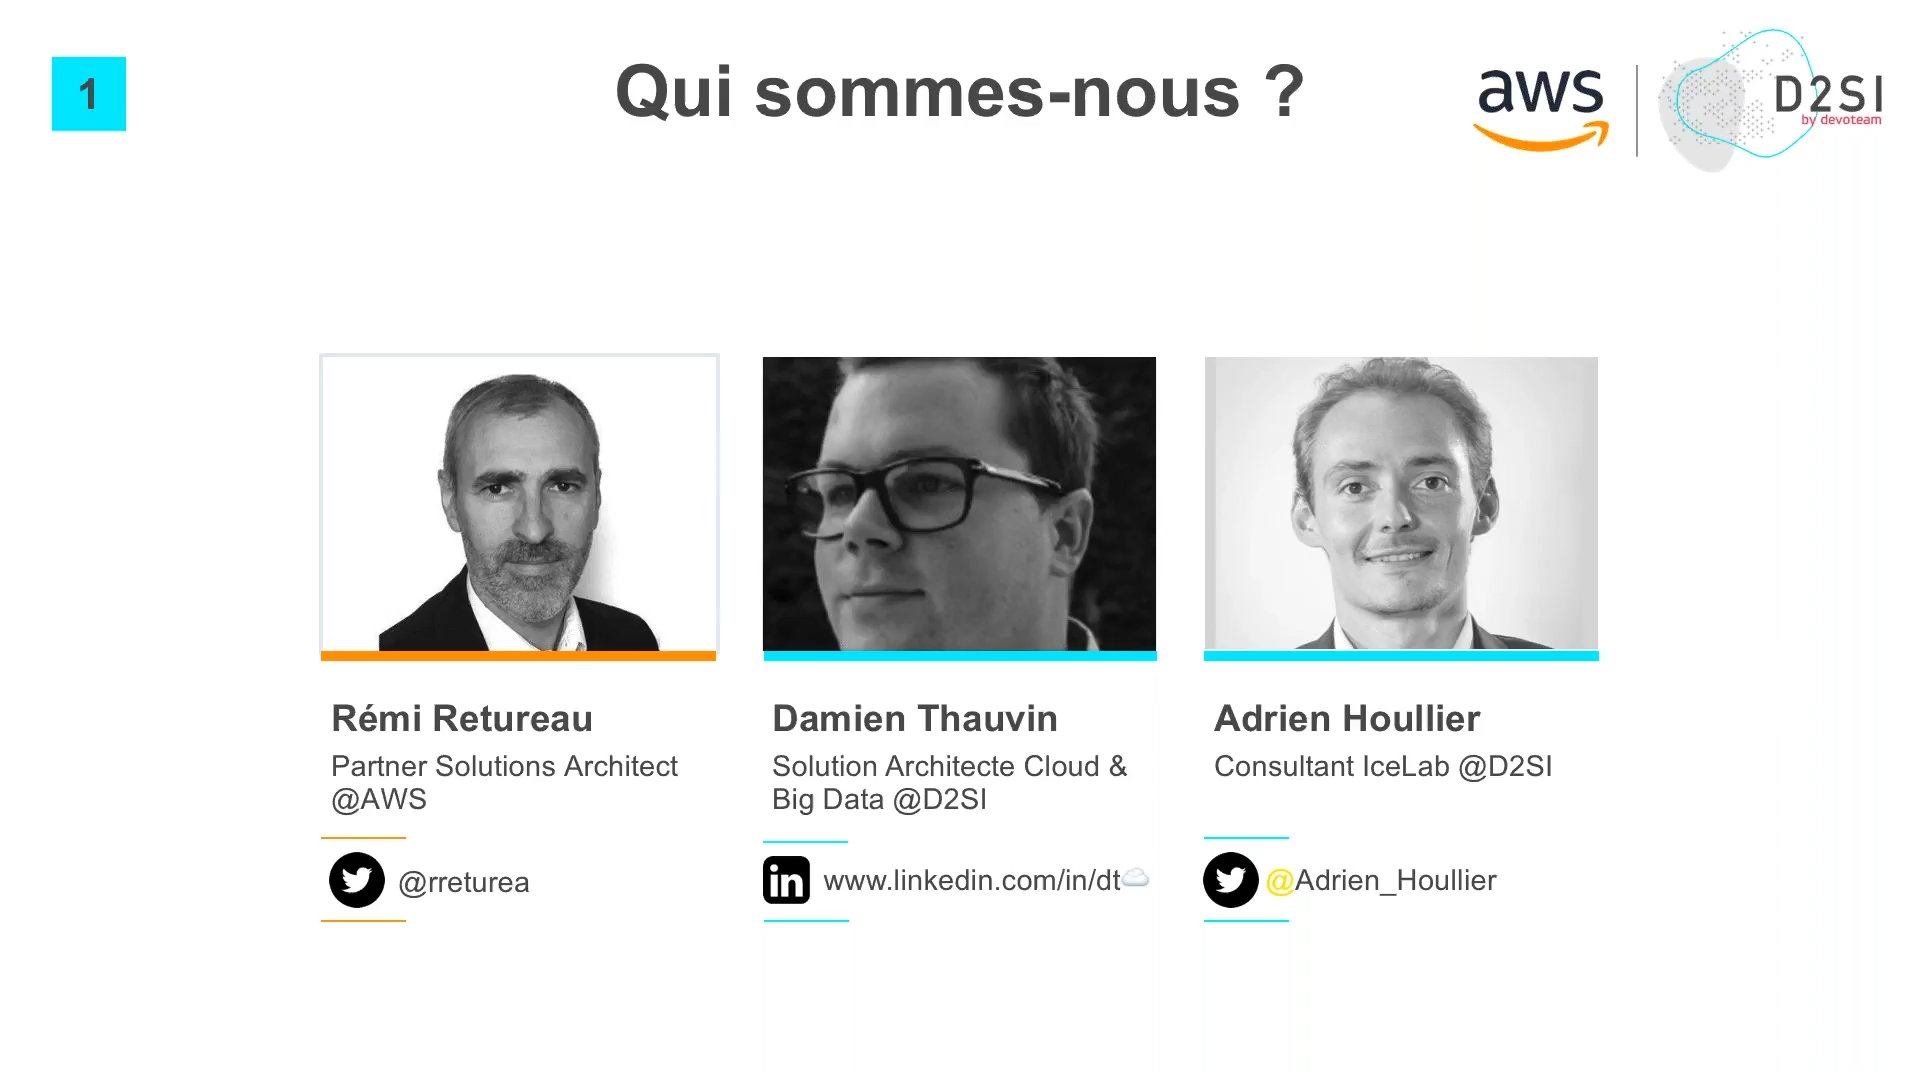 1
Qui sommes-nous ?
aws
D2SI
by devoteam
Rémi Retureau
Partner Solutions Architect
@AWS
@rreturea
Damien Thauvin
Solution Architecte Cloud &
Big Data @D2SI
in
www.linkedin.com/in/dt☁️
Adrien Houllier
Consultant IceLab @D2SI
@Adrien_Houllier